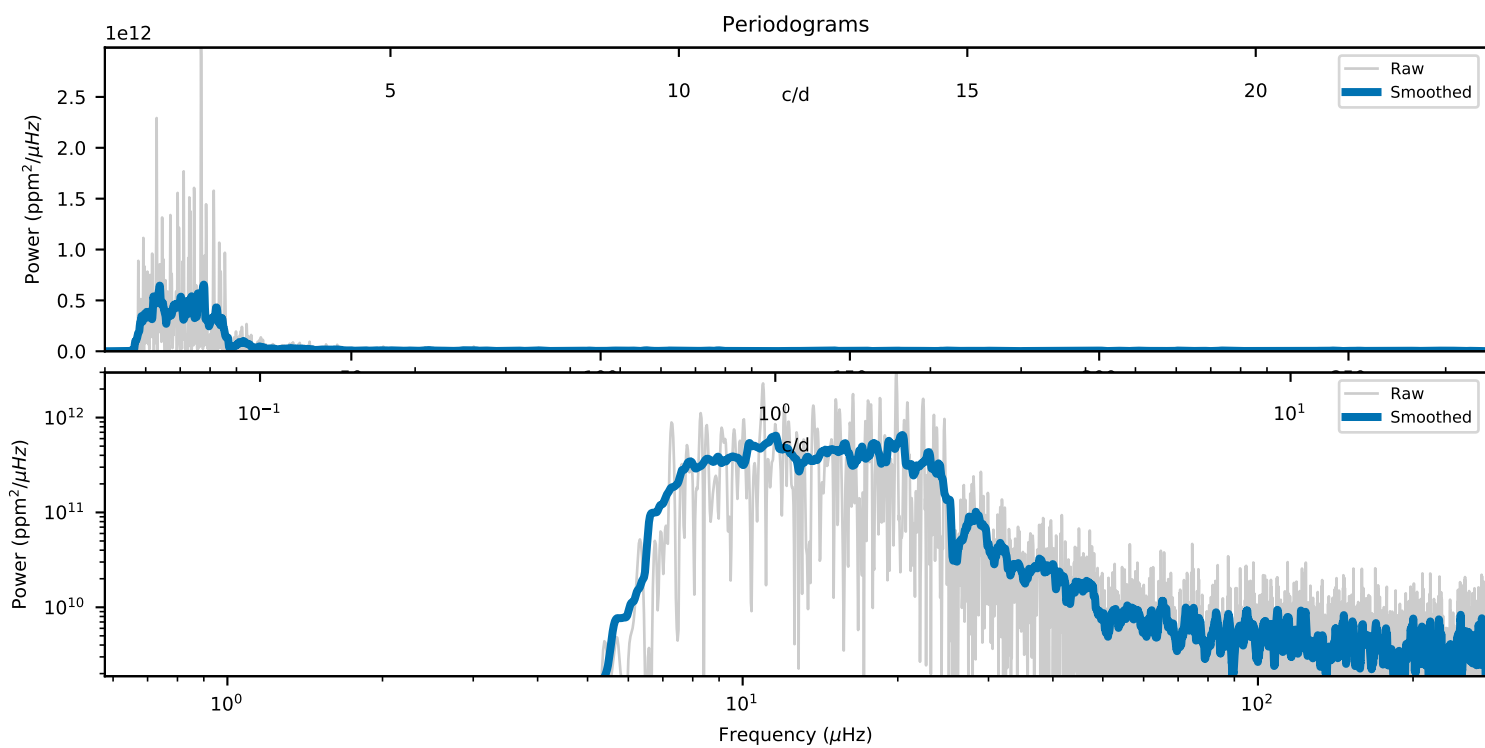 Periodograms
1e12
5 10 15 20
c/d
Raw
Smoothed
Power (ppm²/μHz)
2.5
2.0
1.5
1.0
0.5
0.0
10⁻¹ 10⁰ 10¹
c/d
Raw
Smoothed
Power (ppm²/μHz)
10¹²
10¹¹
10¹⁰
10⁰ 10¹ 10²
Frequency (μHz)